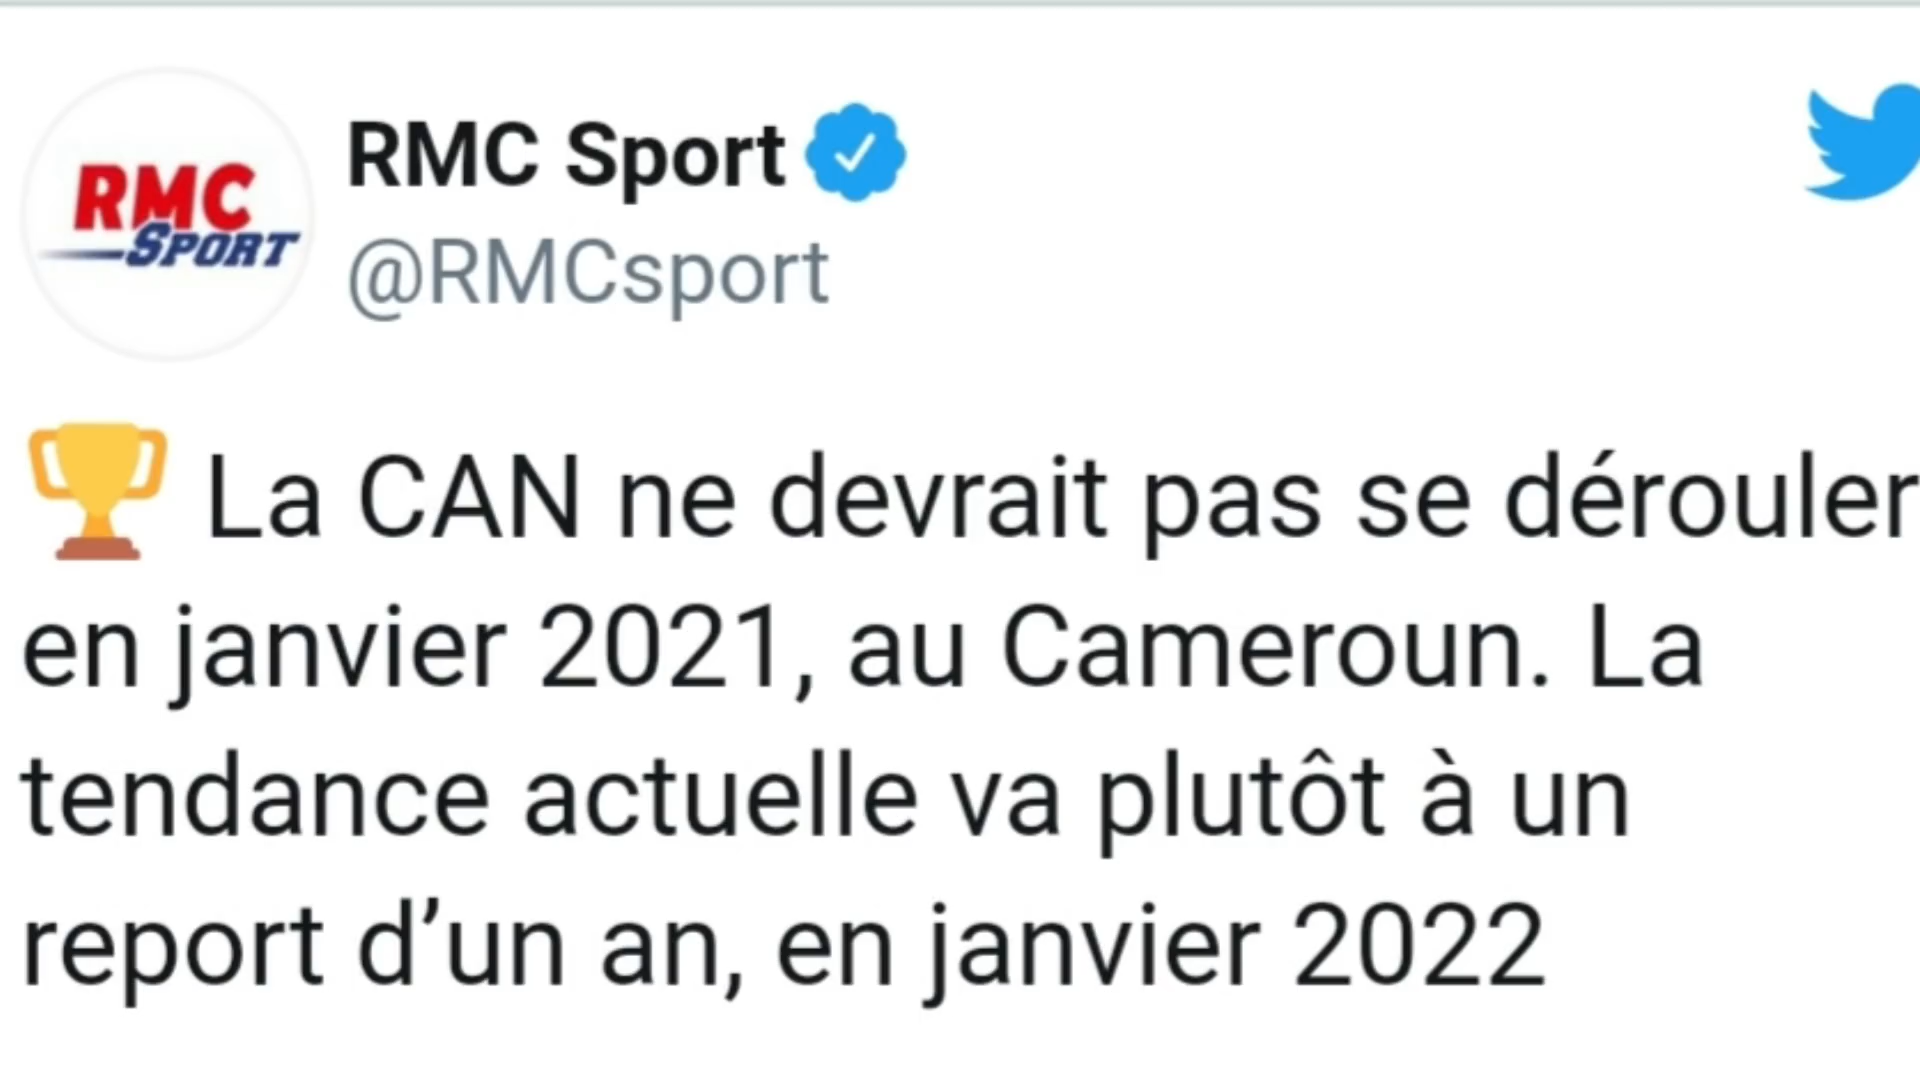 RMC
SPORT
RMC Sport
@RMCsport
🏆 La CAN ne devrait pas se dérouler
en janvier 2021, au Cameroun. La
tendance actuelle va plutôt à un
report d’un an, en janvier 2022